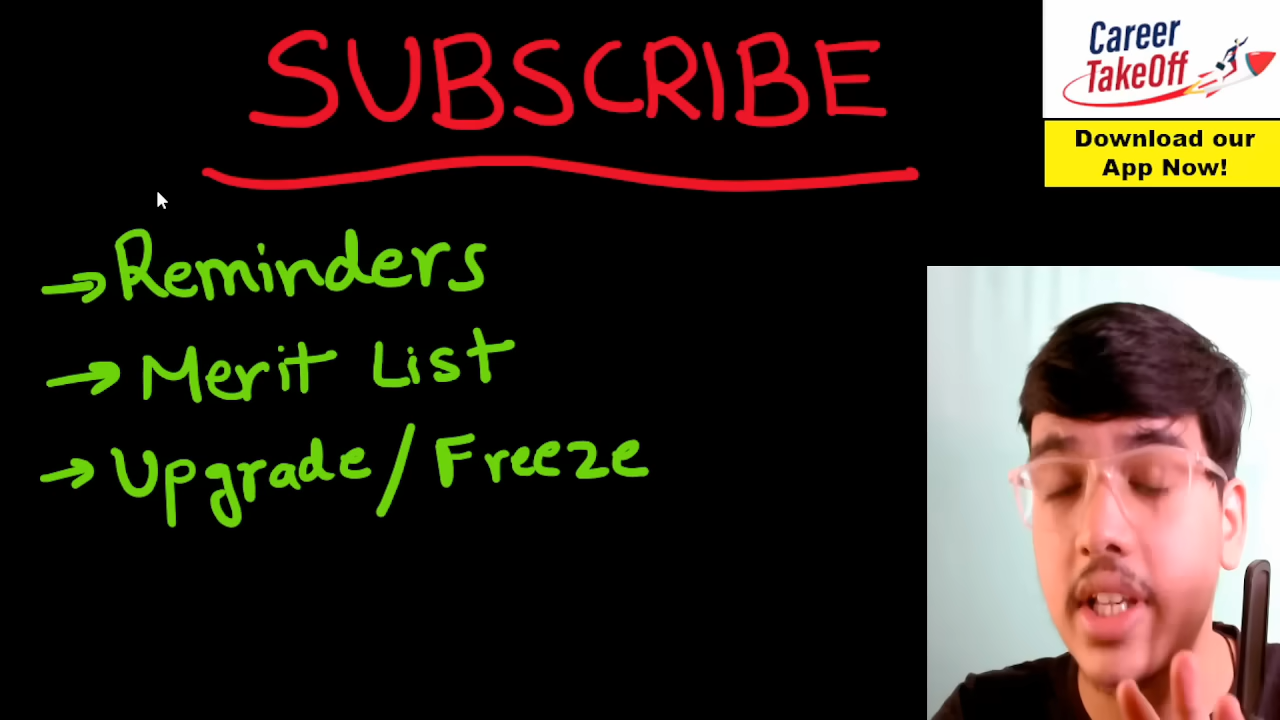 SUBSCRIBE
Career
TakeOff
Download our
App Now!
→ Reminders
→ Merit List
→ Upgrade/Freeze